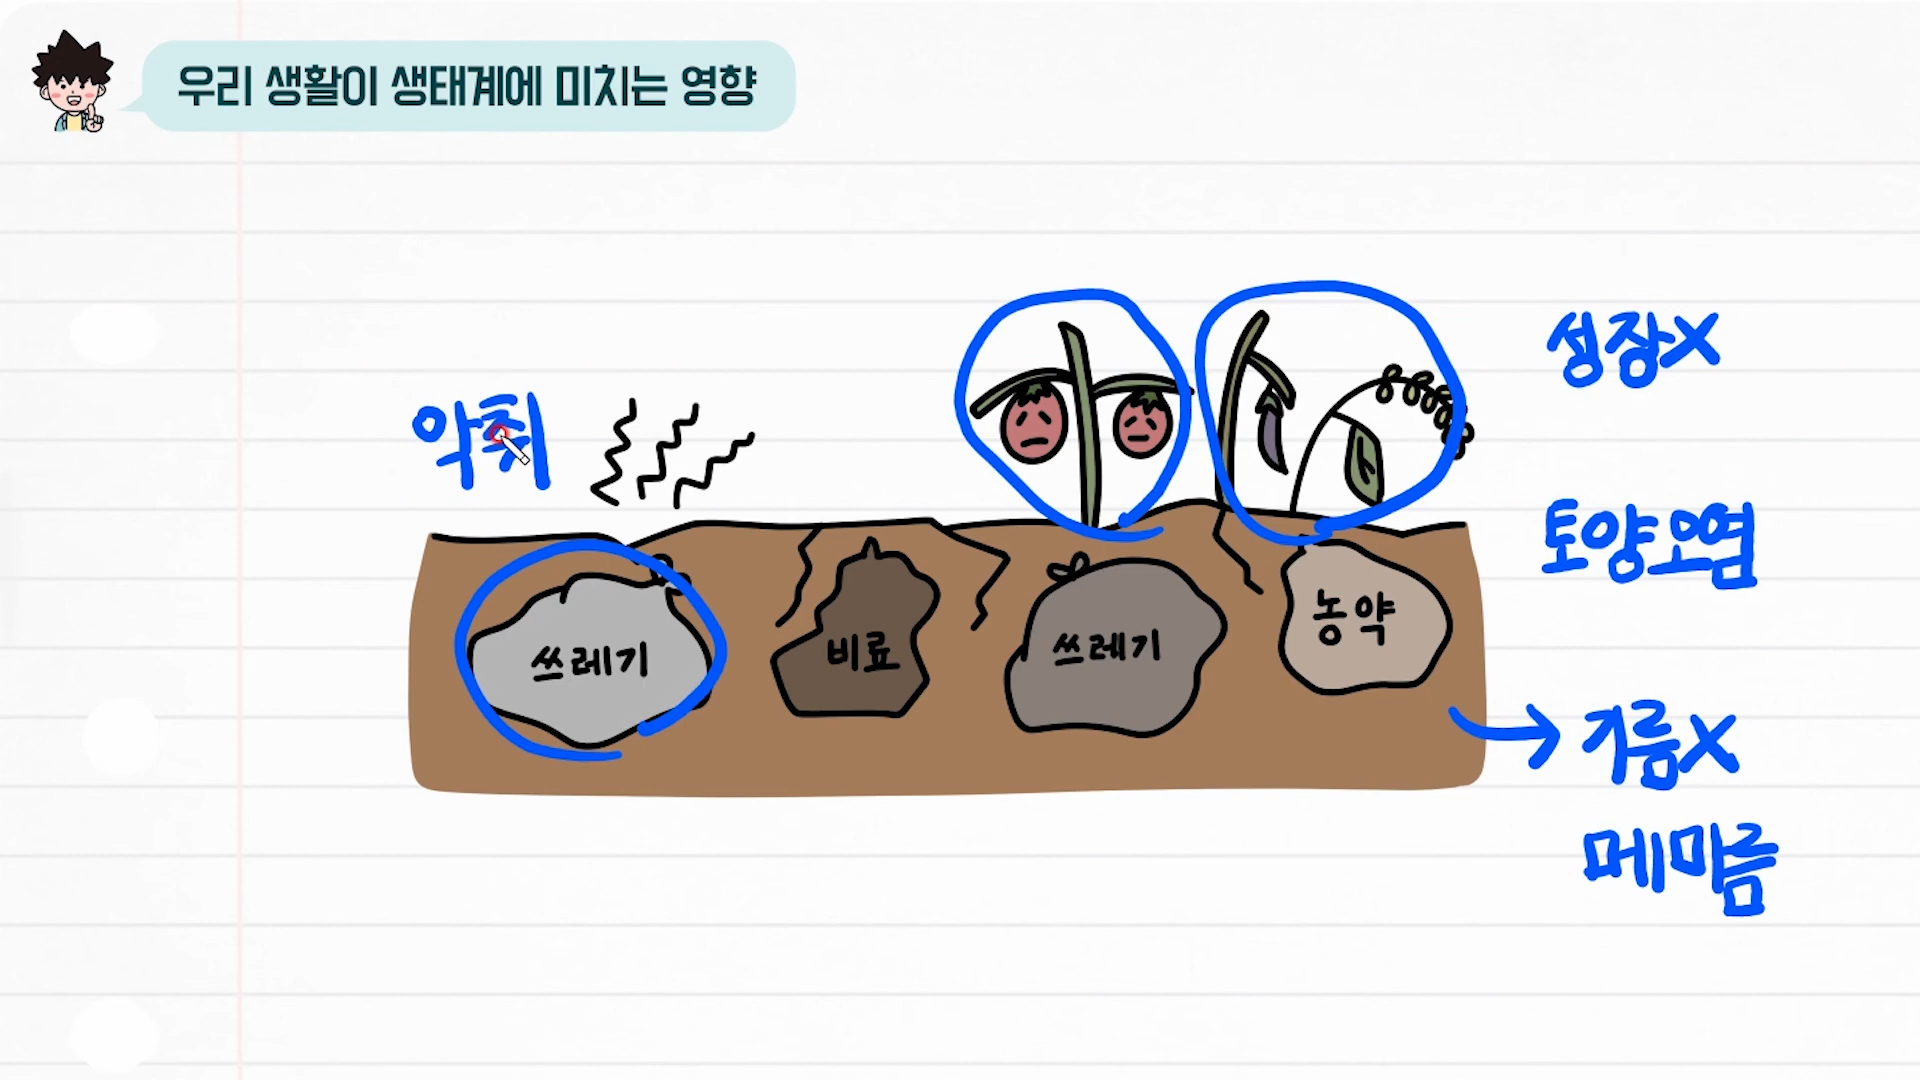 우리 생활이 생태계에 미치는 영향
성장X
악취
토양오염
쓰레기
비료
쓰레기
농약
기름X
메마름